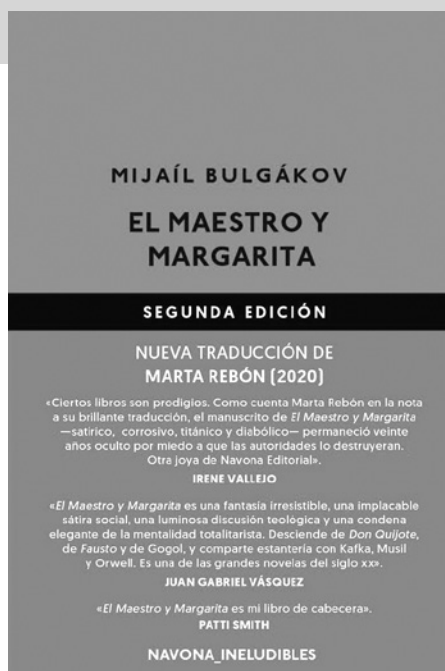 MIJAÍL BULGÁKOV
EL MAESTRO Y
MARGARITA
SEGUNDA EDICIÓN
NUEVA TRADUCCIÓN DE
MARTA REBÓN (2020)
«Ciertos libros son prodigios. Como cuenta Marta Rebón en la nota
a su brillante traducción, el manuscrito de El Maestro y Margarita
—satírico, corrosivo, titánico y diabólico— permaneció veinte
años oculto por miedo a que las autoridades lo destruyeran.
Otra joya de Navona Editorial».
IRENE VALLEJO
«El Maestro y Margarita es una fantasía irresistible, una implacable
sátira social, una luminosa discusión teológica y una condena
elegante de la mentalidad totalitarista. Desciende de Don Quijote,
de Fausto y de Gogol, y comparte estantería con Kafka, Musil
y Orwell. Es una de las grandes novelas del siglo XX».
JUAN GABRIEL VÁSQUEZ
«El Maestro y Margarita es mi libro de cabecera».
PATTI SMITH
NAVONA_INELUDIBLES